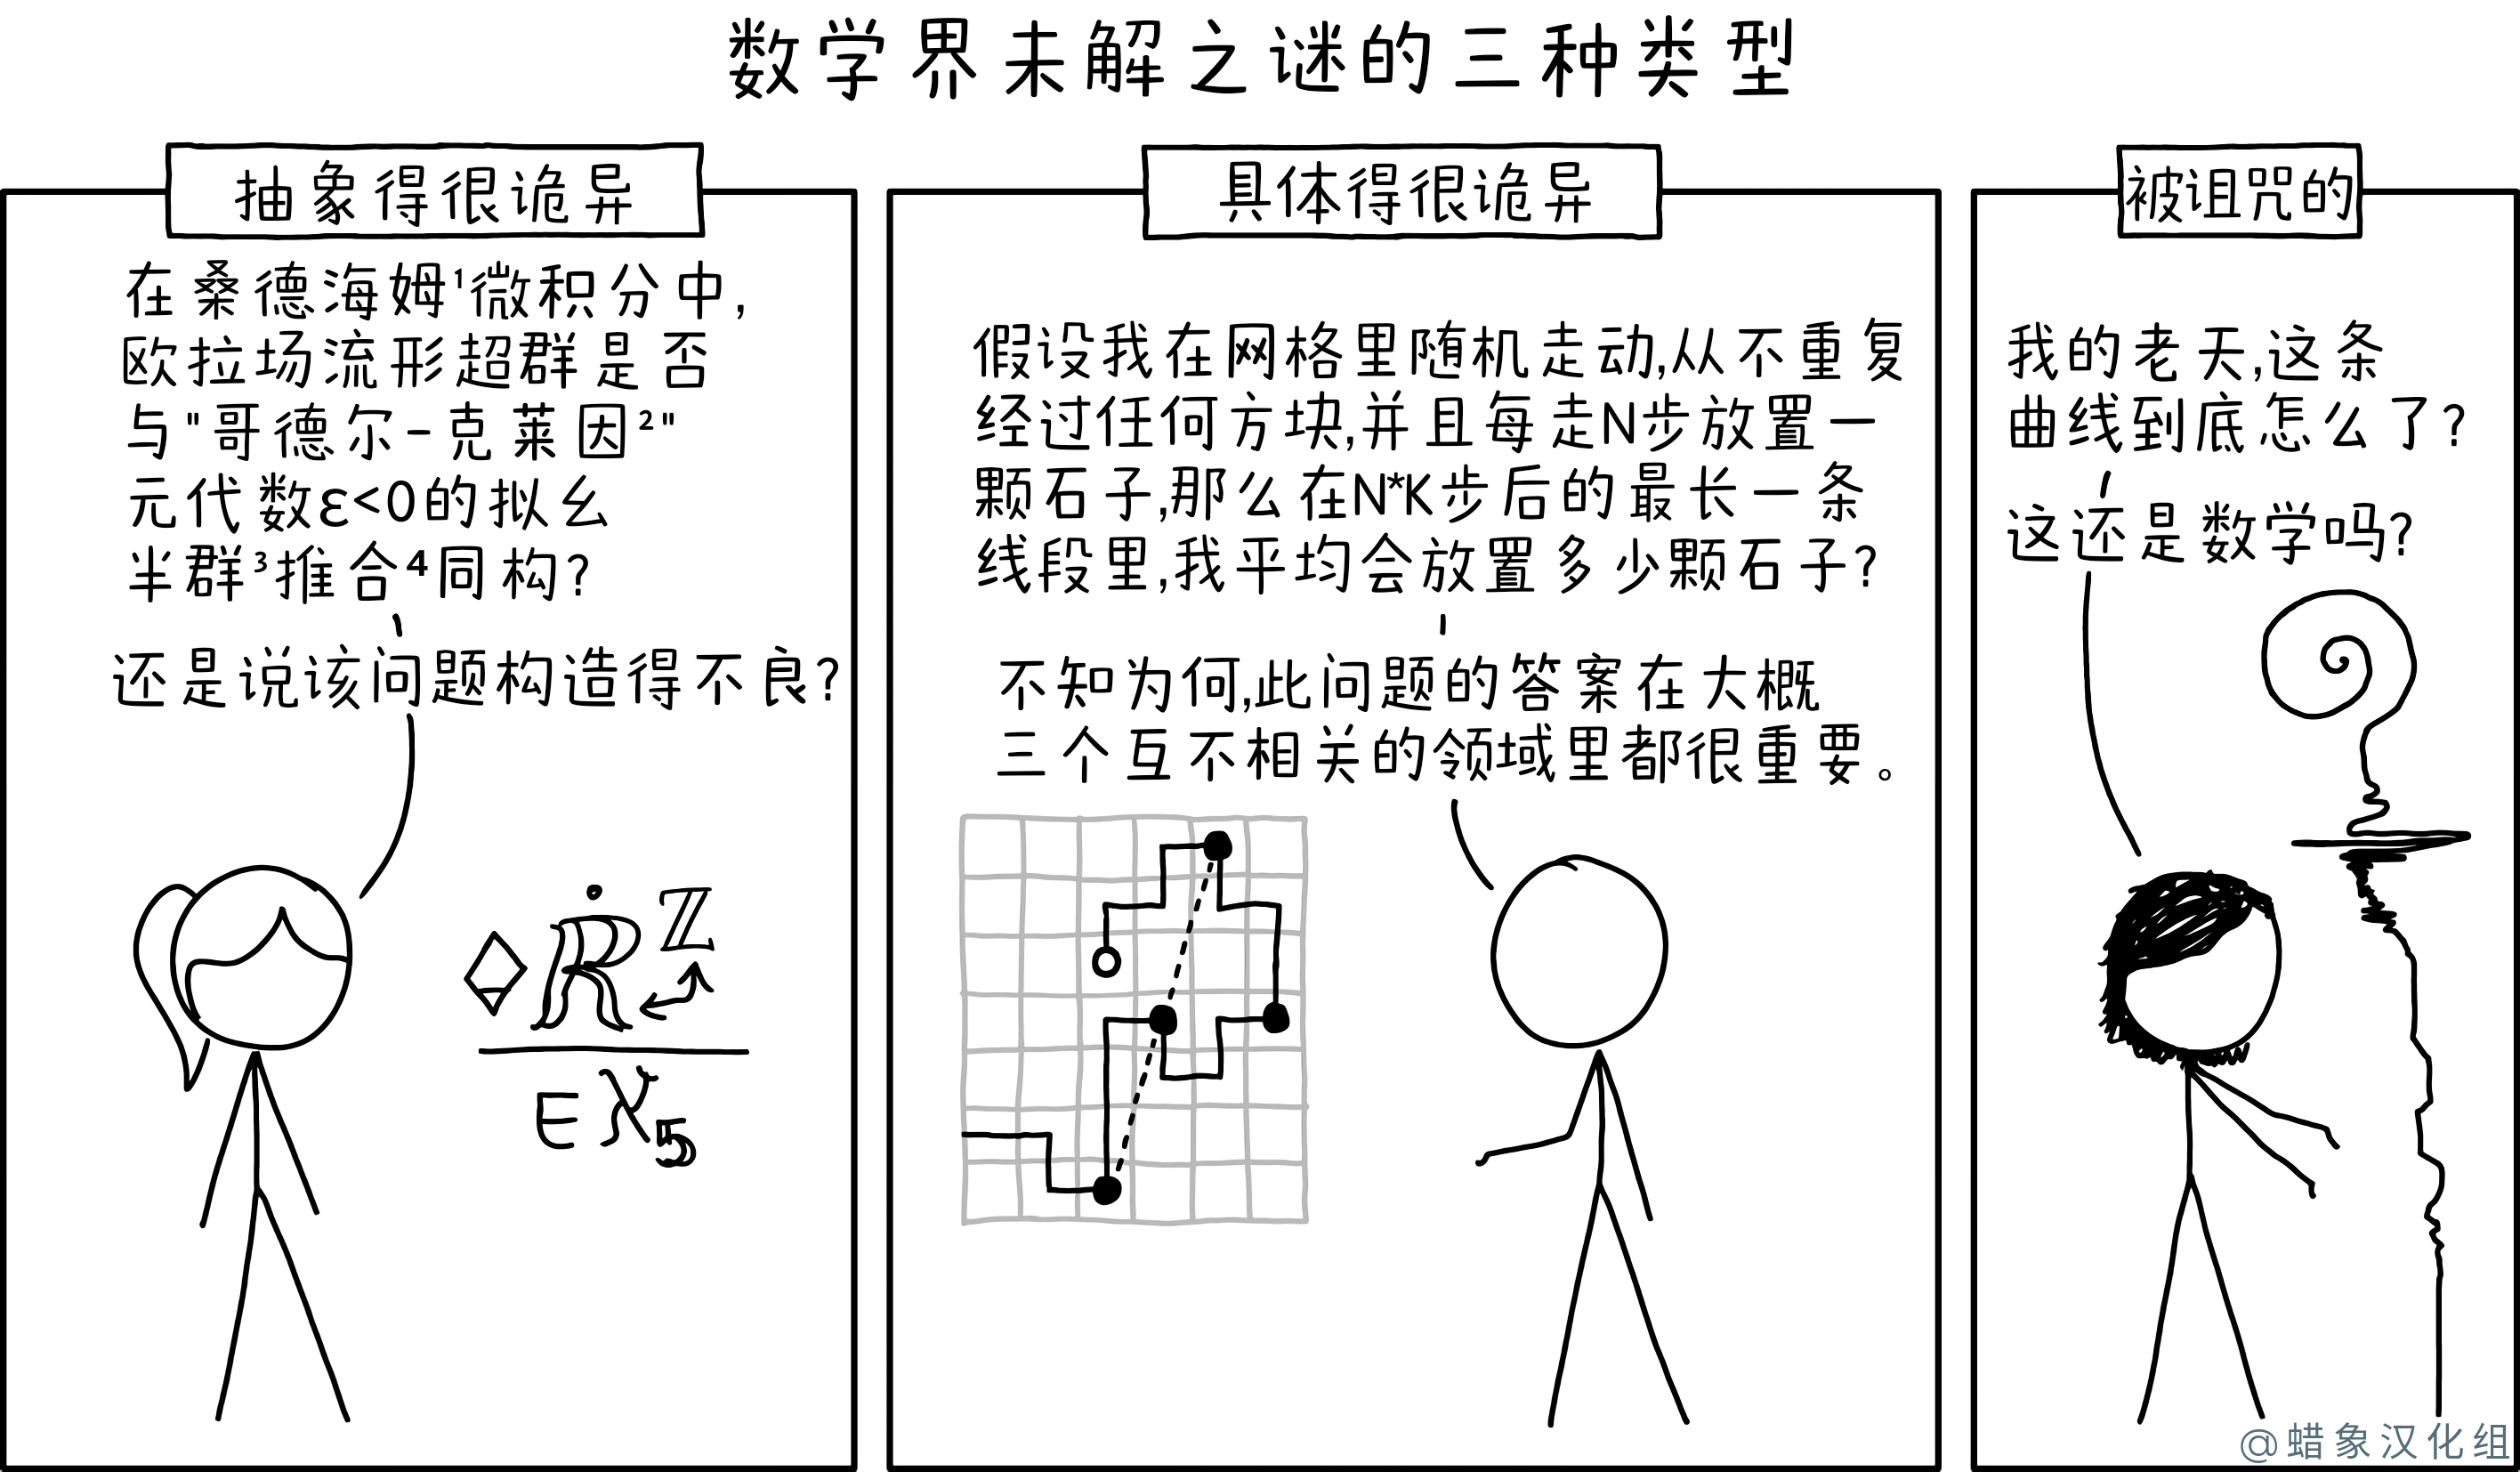 数学界未解之谜的三种类型
抽象得很诡异
在桑德海姆¹微积分中,
欧拉场流形超群是否
与"哥德尔-克莱因²"
元代数ε<0的拟幺
半群³推合⁴同构?
还是说该问题构造得不良?
具体得很诡异
假设我在网格里随机走动,从不重复
经过任何方块,并且每走N步放置一
颗石子,那么在N*K步后的最长一条
线段里,我平均会放置多少颗石子?
不知为何,此问题的答案在大概
三个互不相关的领域里都很重要。
被诅咒的
我的老天,这条
曲线到底怎么了?
这还是数学吗?
@蜡象汉化组